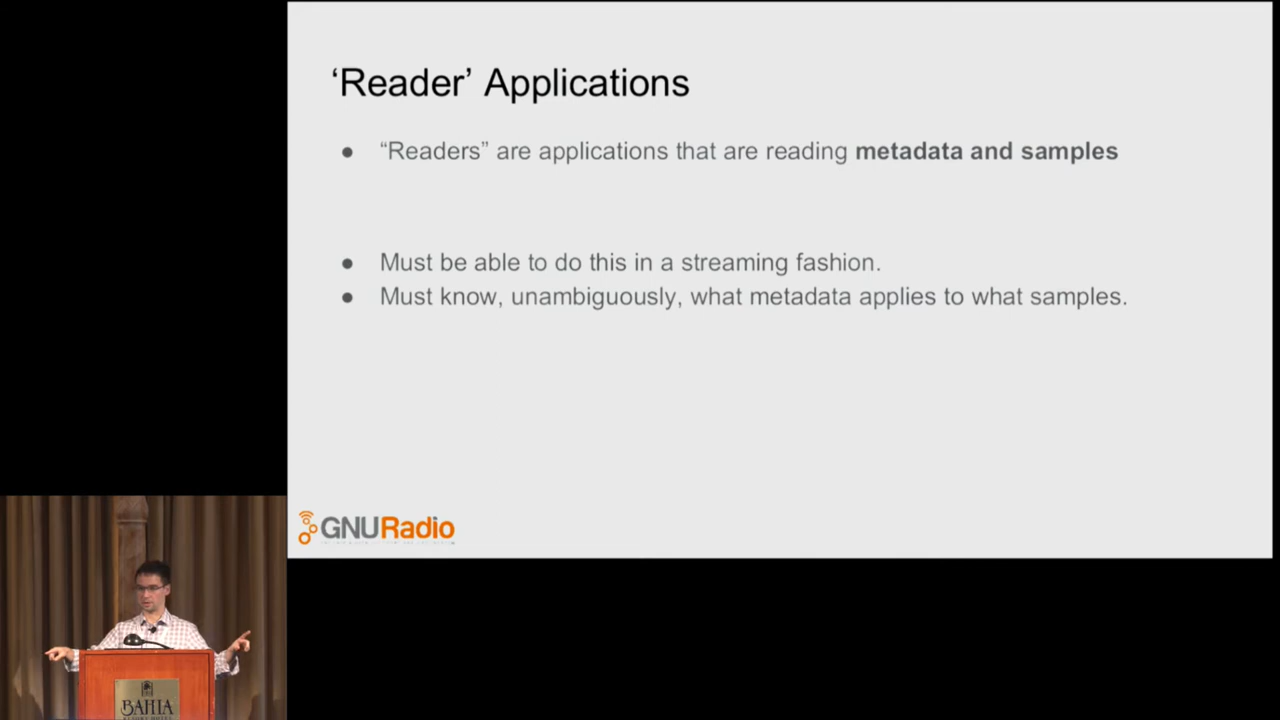 ‘Reader’ Applications
● “Readers” are applications that are reading metadata and samples
● Must be able to do this in a streaming fashion.
● Must know, unambiguously, what metadata applies to what samples.
GNURadio
BAHIA